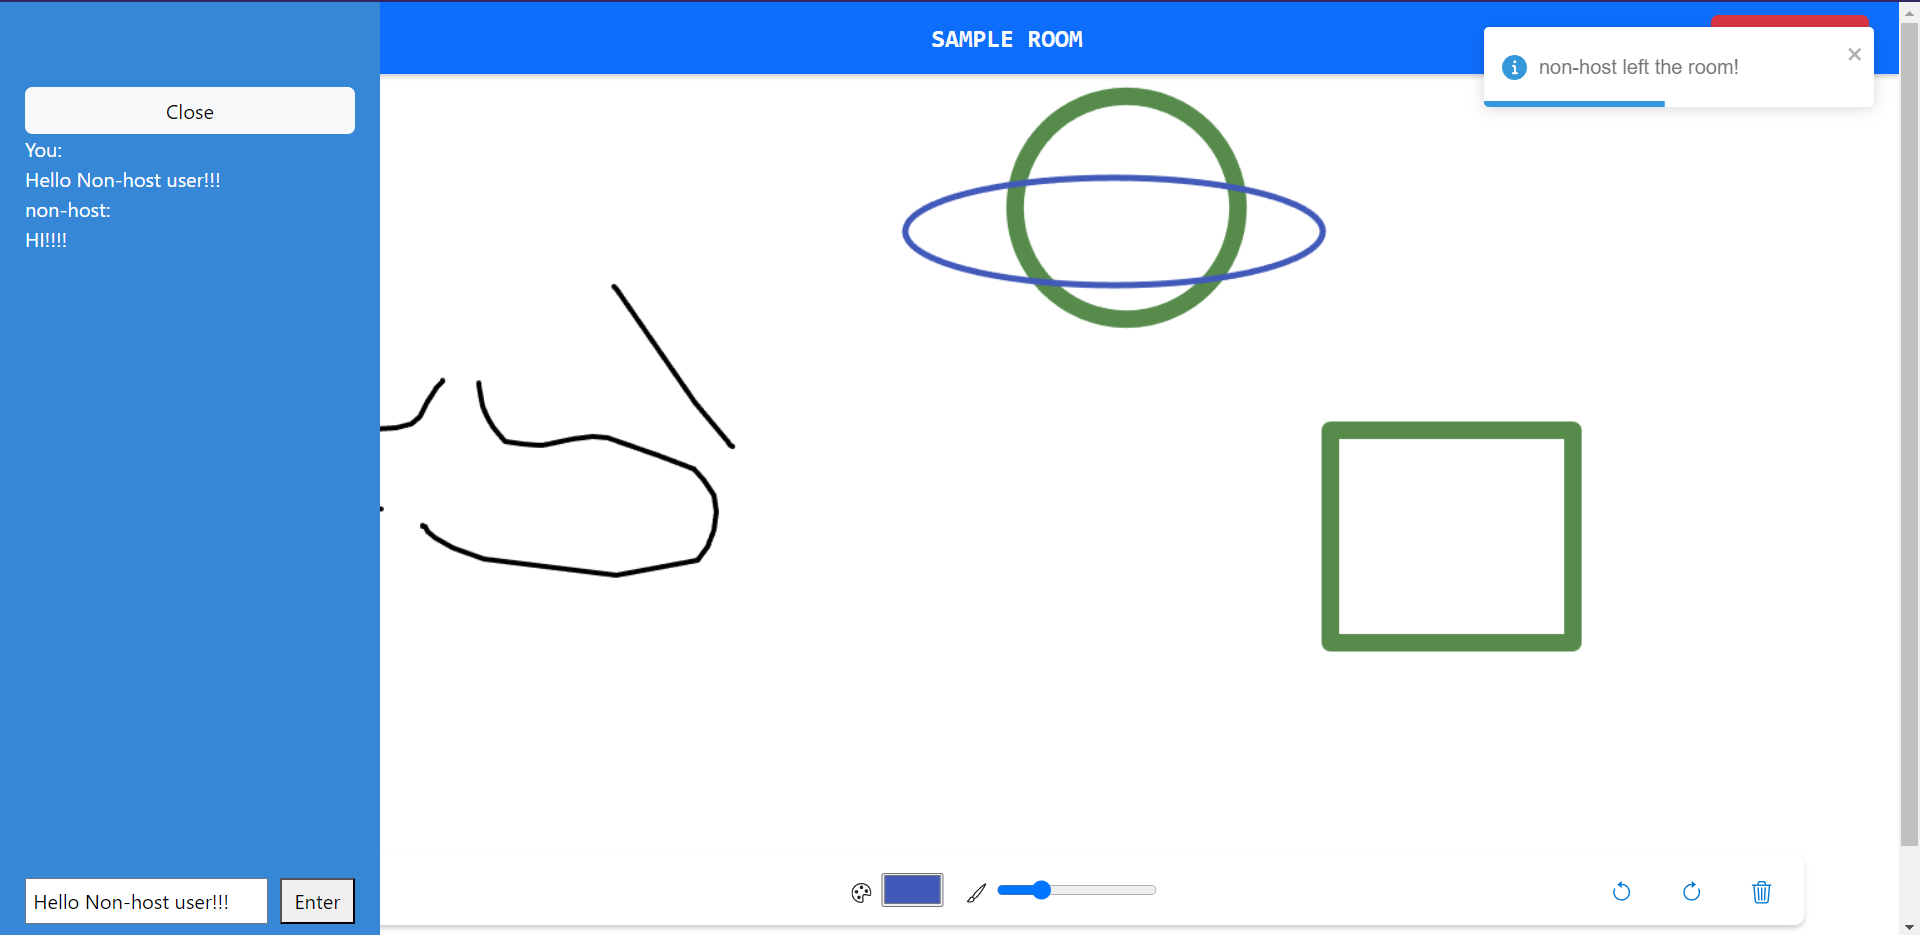 SAMPLE ROOM
non-host left the room!
Close
You:
Hello Non-host user!!!
non-host:
HI!!!!
Hello Non-host user!!!
Enter